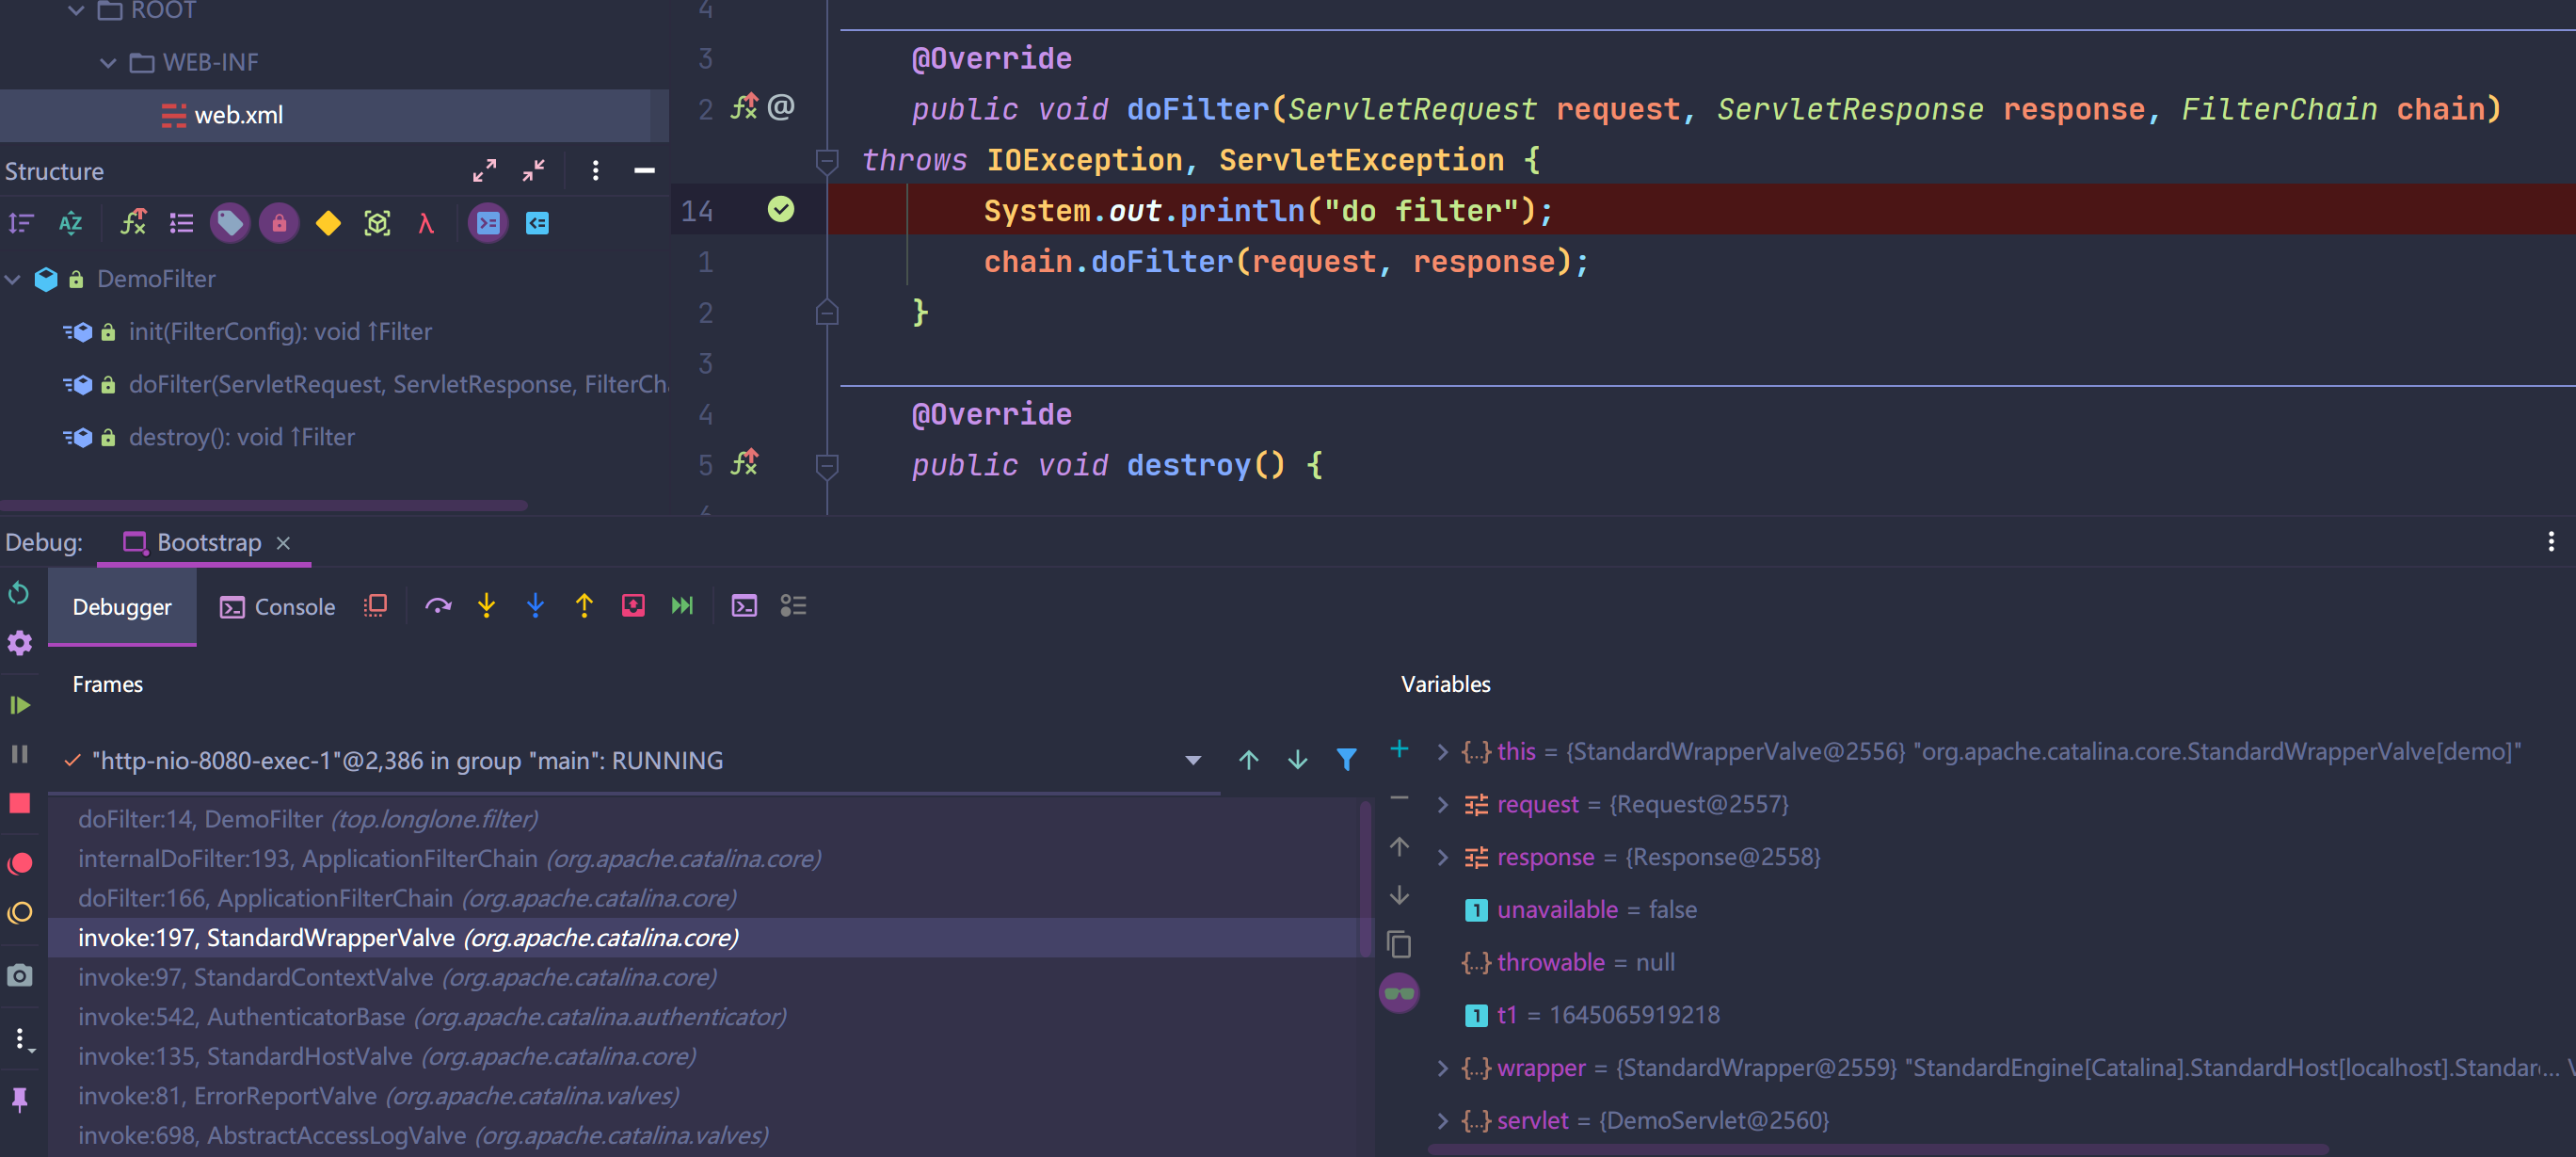 ROOT
WEB-INF
web.xml
Structure
DemoFilter
init(FilterConfig): void ↑Filter
doFilter(ServletRequest, ServletResponse, FilterCh
destroy(): void ↑Filter
4
3 @Override
2 public void doFilter(ServletRequest request, ServletResponse response, FilterChain chain)
throws IOException, ServletException {
14 System.out.println("do filter");
1 chain.doFilter(request, response);
2 }
3
4 @Override
5 public void destroy() {
6
Debug: Bootstrap
Debugger Console
Frames
"http-nio-8080-exec-1"@2,386 in group "main": RUNNING
doFilter:14, DemoFilter (top.longlone.filter)
internalDoFilter:193, ApplicationFilterChain (org.apache.catalina.core)
doFilter:166, ApplicationFilterChain (org.apache.catalina.core)
invoke:197, StandardWrapperValve (org.apache.catalina.core)
invoke:97, StandardContextValve (org.apache.catalina.core)
invoke:542, AuthenticatorBase (org.apache.catalina.authenticator)
invoke:135, StandardHostValve (org.apache.catalina.core)
invoke:81, ErrorReportValve (org.apache.catalina.valves)
invoke:698, AbstractAccessLogValve (org.apache.catalina.valves)
Variables
this = {StandardWrapperValve@2556} "org.apache.catalina.core.StandardWrapperValve[demo]"
request = {Request@2557}
response = {Response@2558}
unavailable = false
throwable = null
t1 = 1645065919218
wrapper = {StandardWrapper@2559} "StandardEngine[Catalina].StandardHost[localhost].Standar... V
servlet = {DemoServlet@2560}